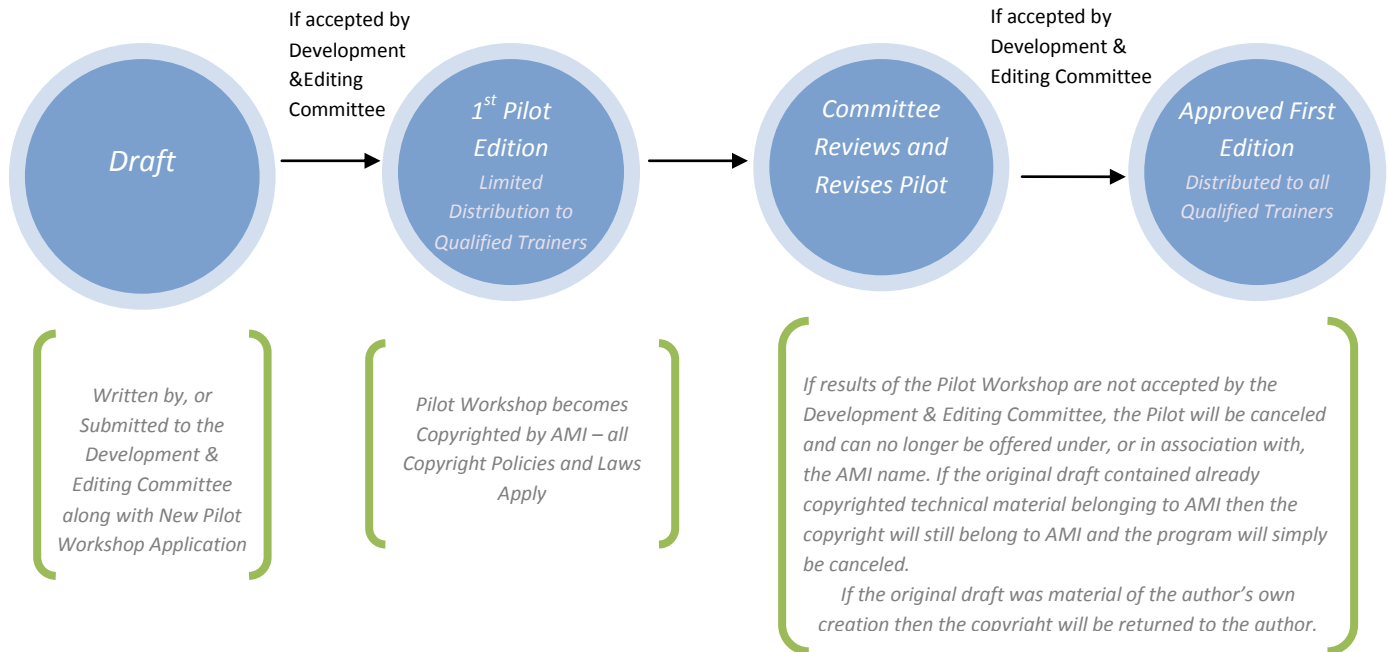 If accepted by
Development
&Editing
Committee
If accepted by
Development &
Editing Committee
Draft
1st Pilot
Edition
Limited
Distribution to
Qualified Trainers
Committee
Reviews and
Revises Pilot
Approved First
Edition
Distributed to all
Qualified Trainers
Written by, or
Submitted to the
Development &
Editing Committee
along with New Pilot
Workshop Application
Pilot Workshop becomes
Copyrighted by AMI – all
Copyright Policies and Laws
Apply
If results of the Pilot Workshop are not accepted by the
Development & Editing Committee, the Pilot will be canceled
and can no longer be offered under, or in association with,
the AMI name. If the original draft contained already
copyrighted technical material belonging to AMI then the
copyright will still belong to AMI and the program will simply
be canceled.
If the original draft was material of the author's own
creation then the copyright will be returned to the author.